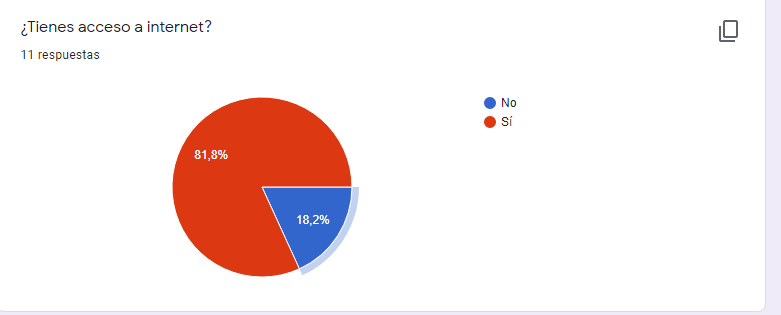 ¿Tienes acceso a internet?
11 respuestas
No
Sí
81,8%
18,2%